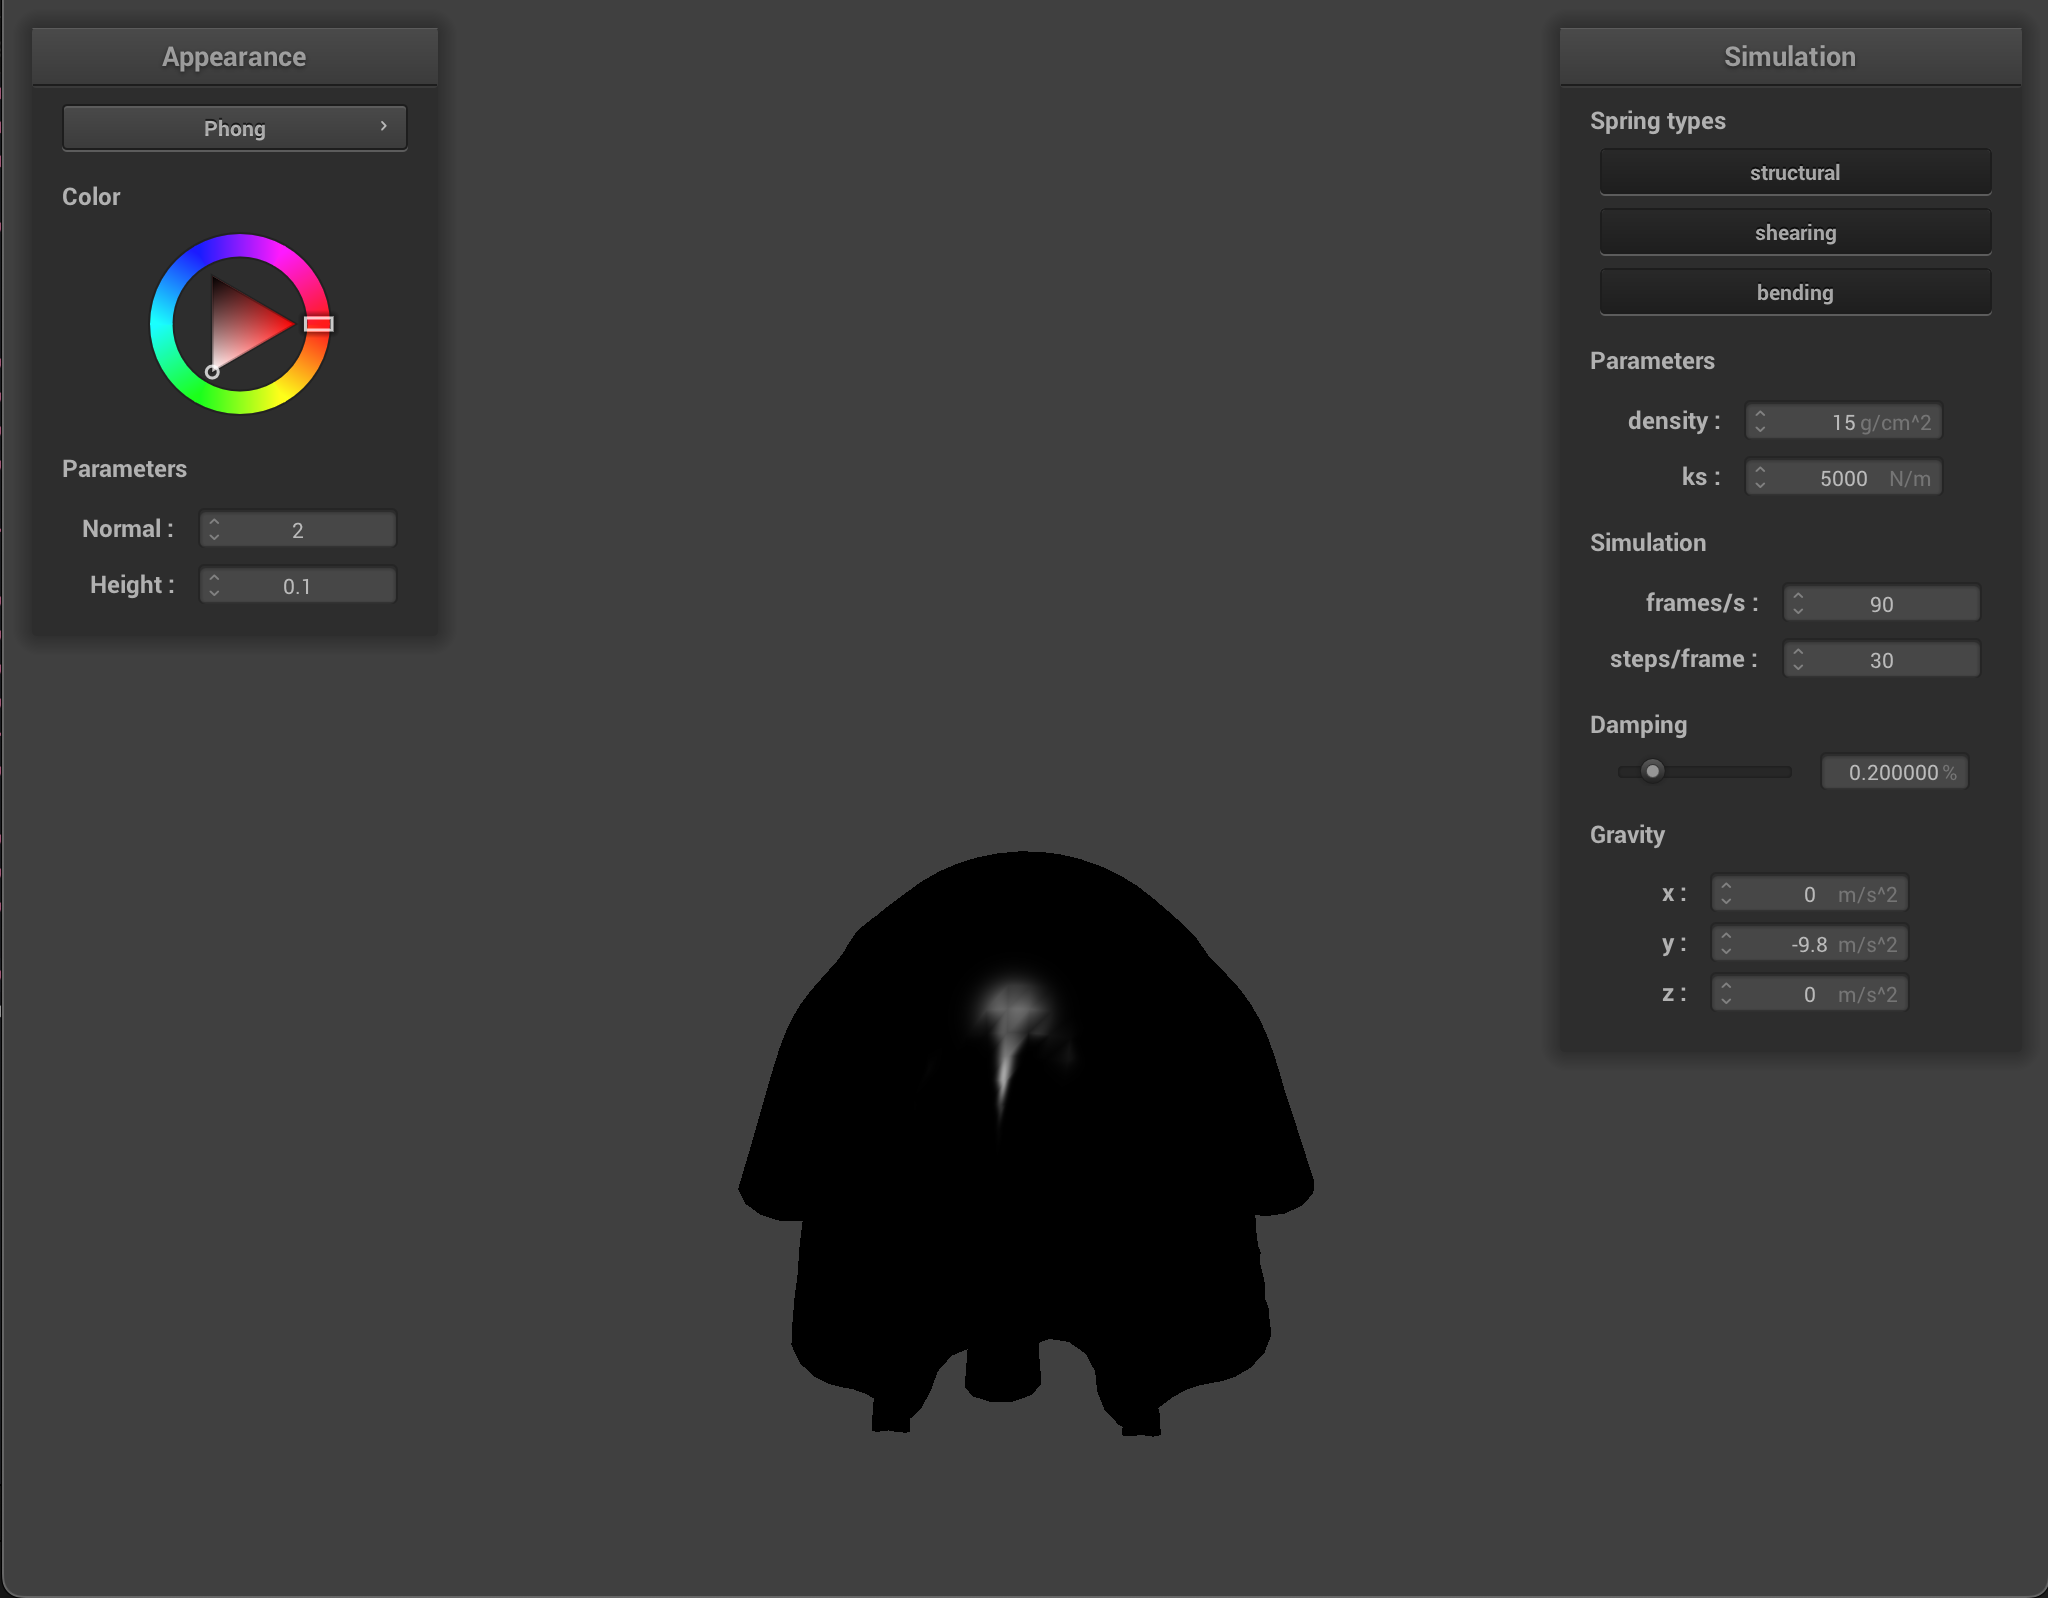 Appearance
Phong
Color
Parameters
Normal : 2
Height : 0.1
Simulation
Spring types
structural
shearing
bending
Parameters
density : 15 g/cm^2
ks : 5000 N/m
Simulation
frames/s : 90
steps/frame : 30
Damping
0.200000 %
Gravity
x : 0 m/s^2
y : -9.8 m/s^2
z : 0 m/s^2